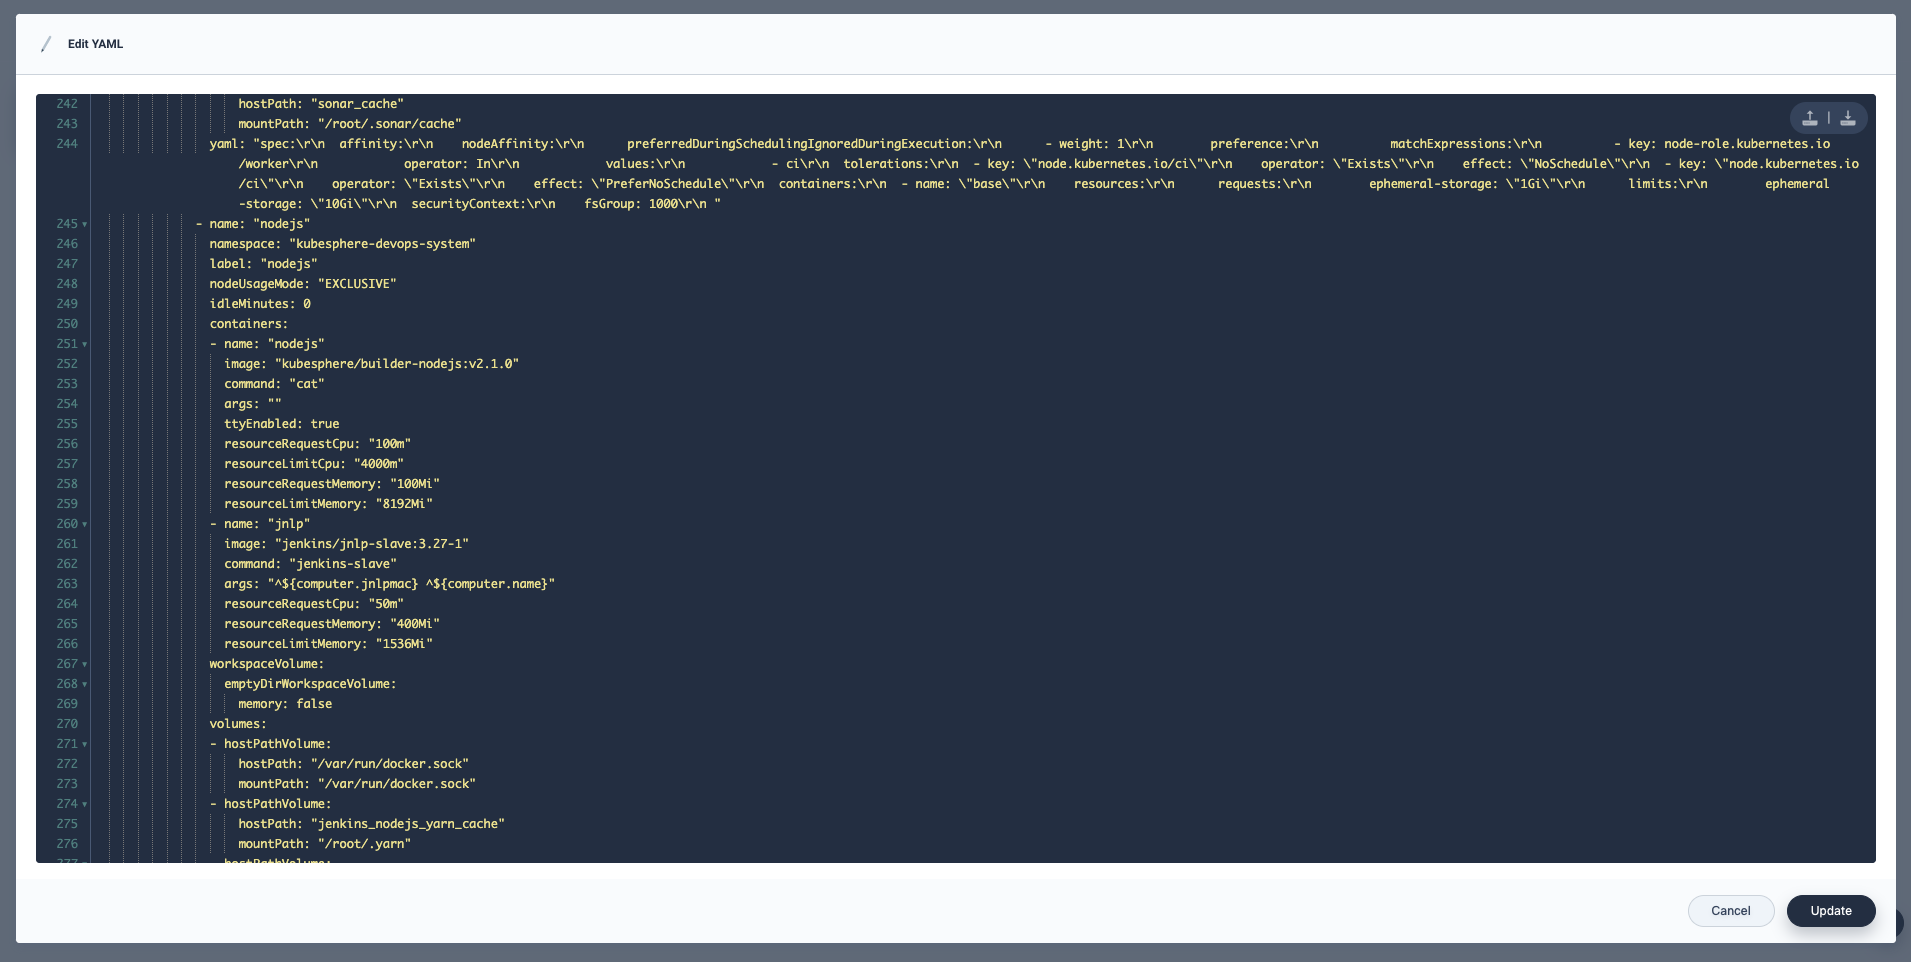 Edit YAML
242 hostPath: "sonar_cache"
243 mountPath: "/root/.sonar/cache"
244 yaml: "spec:\r\n  affinity:\r\n    nodeAffinity:\r\n      preferredDuringSchedulingIgnoredDuringExecution:\r\n      - weight: 1\r\n        preference:\r\n          matchExpressions:\r\n          - key: node-role.kubernetes.io
/worker\r\n            operator: In\r\n            values:\r\n            - ci\r\n  tolerations:\r\n  - key: \"node.kubernetes.io/ci\"\r\n    operator: \"Exists\"\r\n    effect: \"NoSchedule\"\r\n  - key: \"node.kubernetes.io
/ci\"\r\n    operator: \"Exists\"\r\n    effect: \"PreferNoSchedule\"\r\n  containers:\r\n  - name: \"base\"\r\n    resources:\r\n      requests:\r\n        ephemeral-storage: \"1Gi\"\r\n      limits:\r\n        ephemeral
-storage: \"10Gi\"\r\n  securityContext:\r\n    fsGroup: 1000\r\n "
245 - name: "nodejs"
246 namespace: "kubesphere-devops-system"
247 label: "nodejs"
248 nodeUsageMode: "EXCLUSIVE"
249 idleMinutes: 0
250 containers:
251 - name: "nodejs"
252 image: "kubesphere/builder-nodejs:v2.1.0"
253 command: "cat"
254 args: ""
255 ttyEnabled: true
256 resourceRequestCpu: "100m"
257 resourceLimitCpu: "4000m"
258 resourceRequestMemory: "100Mi"
259 resourceLimitMemory: "8192Mi"
260 - name: "jnlp"
261 image: "jenkins/jnlp-slave:3.27-1"
262 command: "jenkins-slave"
263 args: "^${computer.jnlpmac} ^${computer.name}"
264 resourceRequestCpu: "50m"
265 resourceRequestMemory: "400Mi"
266 resourceLimitMemory: "1536Mi"
267 workspaceVolume:
268 emptyDirWorkspaceVolume:
269 memory: false
270 volumes:
271 - hostPathVolume:
272 hostPath: "/var/run/docker.sock"
273 mountPath: "/var/run/docker.sock"
274 - hostPathVolume:
275 hostPath: "jenkins_nodejs_yarn_cache"
276 mountPath: "/root/.yarn"
277 - hostPathVolume:
Cancel
Update